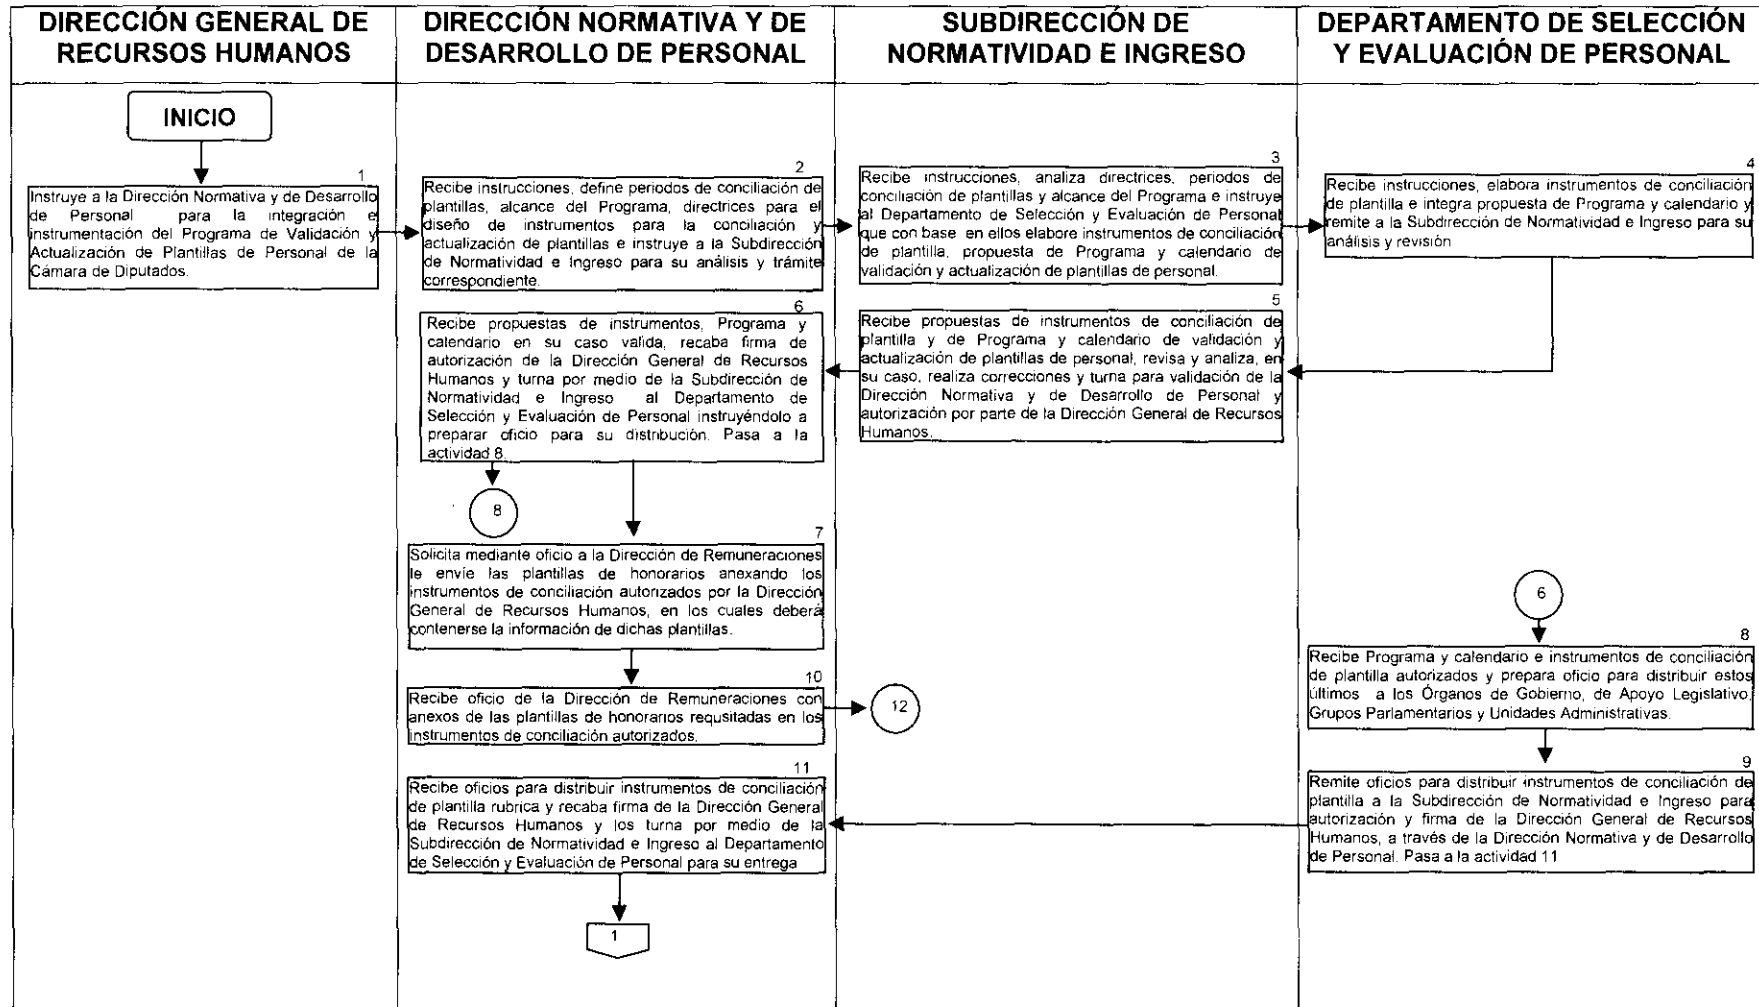 DIRECCIÓN GENERAL DE
RECURSOS HUMANOS
DIRECCIÓN NORMATIVA Y DE
DESARROLLO DE PERSONAL
SUBDIRECCIÓN DE
NORMATIVIDAD E INGRESO
DEPARTAMENTO DE SELECCIÓN
Y EVALUACIÓN DE PERSONAL
INICIO
1
Instruye a la Dirección Normativa y de Desarrollo
de Personal para la integración e
instrumentación del Programa de Validación y
Actualización de Plantillas de Personal de la
Cámara de Diputados.
2
Recibe instrucciones, define periodos de conciliación de
plantillas, alcance del Programa, directrices para el
diseño de instrumentos para la conciliación y
actualización de plantillas e instruye a la Subdirección
de Normatividad e Ingreso para su análisis y trámite
correspondiente.
3
Recibe instrucciones, analiza directrices, periodos de
conciliación de plantillas y alcance del Programa e instruye
al Departamento de Selección y Evaluación de Personal
que con base en ellos elabore instrumentos de conciliación
de plantilla, propuesta de Programa y calendario de
validación y actualización de plantillas de personal.
4
Recibe instrucciones, elabora instrumentos de conciliación
de plantilla e integra propuesta de Programa y calendario y
remite a la Subdirección de Normatividad e Ingreso para su
análisis y revisión
5
Recibe propuestas de instrumentos de conciliación de
plantilla y de Programa y calendario de validación y
actualización de plantillas de personal, revisa y analiza, en
su caso, realiza correcciones y turna para validación de la
Dirección Normativa y de Desarrollo de Personal y
autorización por parte de la Dirección General de Recursos
Humanos.
6
Recibe propuestas de instrumentos, Programa y
calendario en su caso valida, recaba firma de
autorización de la Dirección General de Recursos
Humanos y turna por medio de la Subdirección de
Normatividad e Ingreso al Departamento de
Selección y Evaluación de Personal instruyéndolo a
preparar oficio para su distribución. Pasa a la
actividad 8.
8
7
Solicita mediante oficio a la Dirección de Remuneraciones
le envíe las plantillas de honorarios anexando los
instrumentos de conciliación autorizados por la Dirección
General de Recursos Humanos, en los cuales deberá
contenerse la información de dichas plantillas.
6
8
Recibe Programa y calendario e instrumentos de conciliación
de plantilla autorizados y prepara oficio para distribuir estos
últimos a los Órganos de Gobierno, de Apoyo Legislativo,
Grupos Parlamentarios y Unidades Administrativas.
10
Recibe oficio de la Dirección de Remuneraciones con
anexos de las plantillas de honorarios requsitadas en los
instrumentos de conciliación autorizados.
12
9
Remite oficios para distribuir instrumentos de conciliación de
plantilla a la Subdirección de Normatividad e Ingreso para
autorización y firma de la Dirección General de Recursos
Humanos, a través de la Dirección Normativa y de Desarrollo
de Personal. Pasa a la actividad 11
11
Recibe oficios para distribuir instrumentos de conciliación
de plantilla rubrica y recaba firma de la Dirección General
de Recursos Humanos y los turna por medio de la
Subdirección de Normatividad e Ingreso al Departamento
de Selección y Evaluación de Personal para su entrega
1